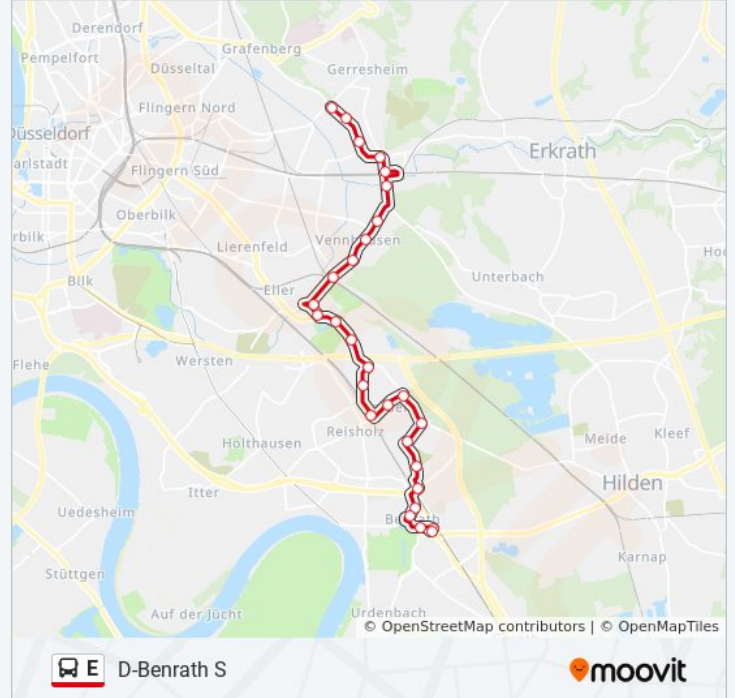 Derendorf
Pempelfort
Grafenberg
Düsseltal
Gerresheim
Flingern Nord
Düsseldorf
arlstadt
Flingern Süd
Erkrath
Oberbilk
rbilk
Lierenfeld
Vennhausen
Hoc
Bilk
Eller
Unterbach
Flehe
Wersten
Reisholz
Holthausen
Meide
Kleef
Itter
Hilden
Uedesheim
Benrath
Karnap
Stüttgen
Auf der Jücht
Urdenbach
© OpenStreetMap contributors | © OpenMapTiles
E D-Benrath S
moovit